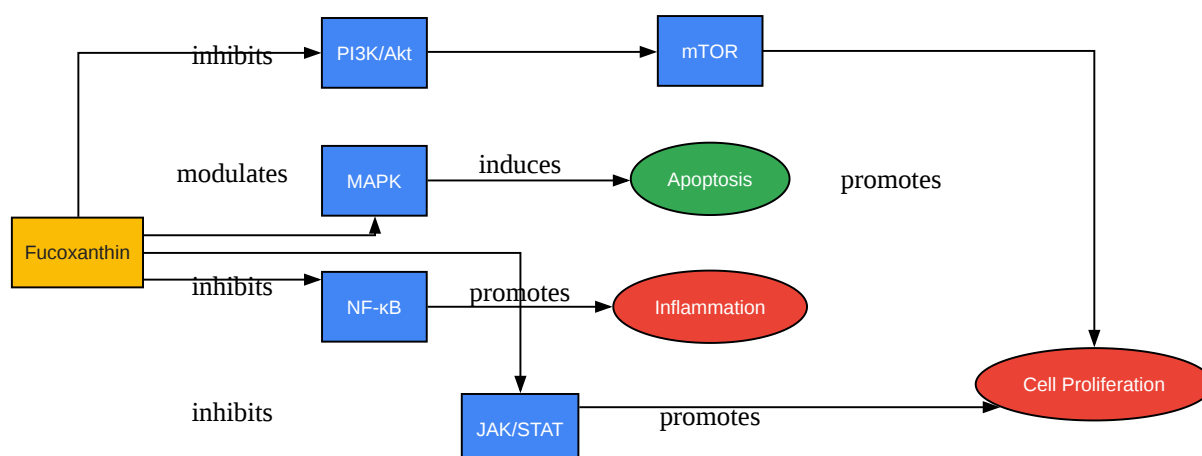 inhibits
PI3K/Akt
mTOR
modulates
MAPK
induces
Apoptosis
promotes
Fucoxanthin
inhibits
NF-κB
promotes
Inflammation
Cell Proliferation
inhibits
JAK/STAT
promotes